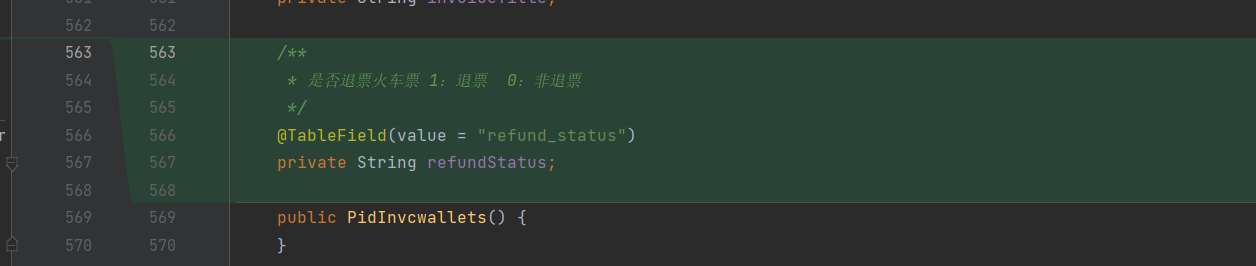 private String invoiceTitle;
562 562
563 563 /**
564 564 * 是否退票火车票 1：退票 0：非退票
565 565 */
566 566 @TableField(value = "refund_status")
567 567 private String refundStatus;
568 568
569 569 public PidInvcwallets() {
570 570 }